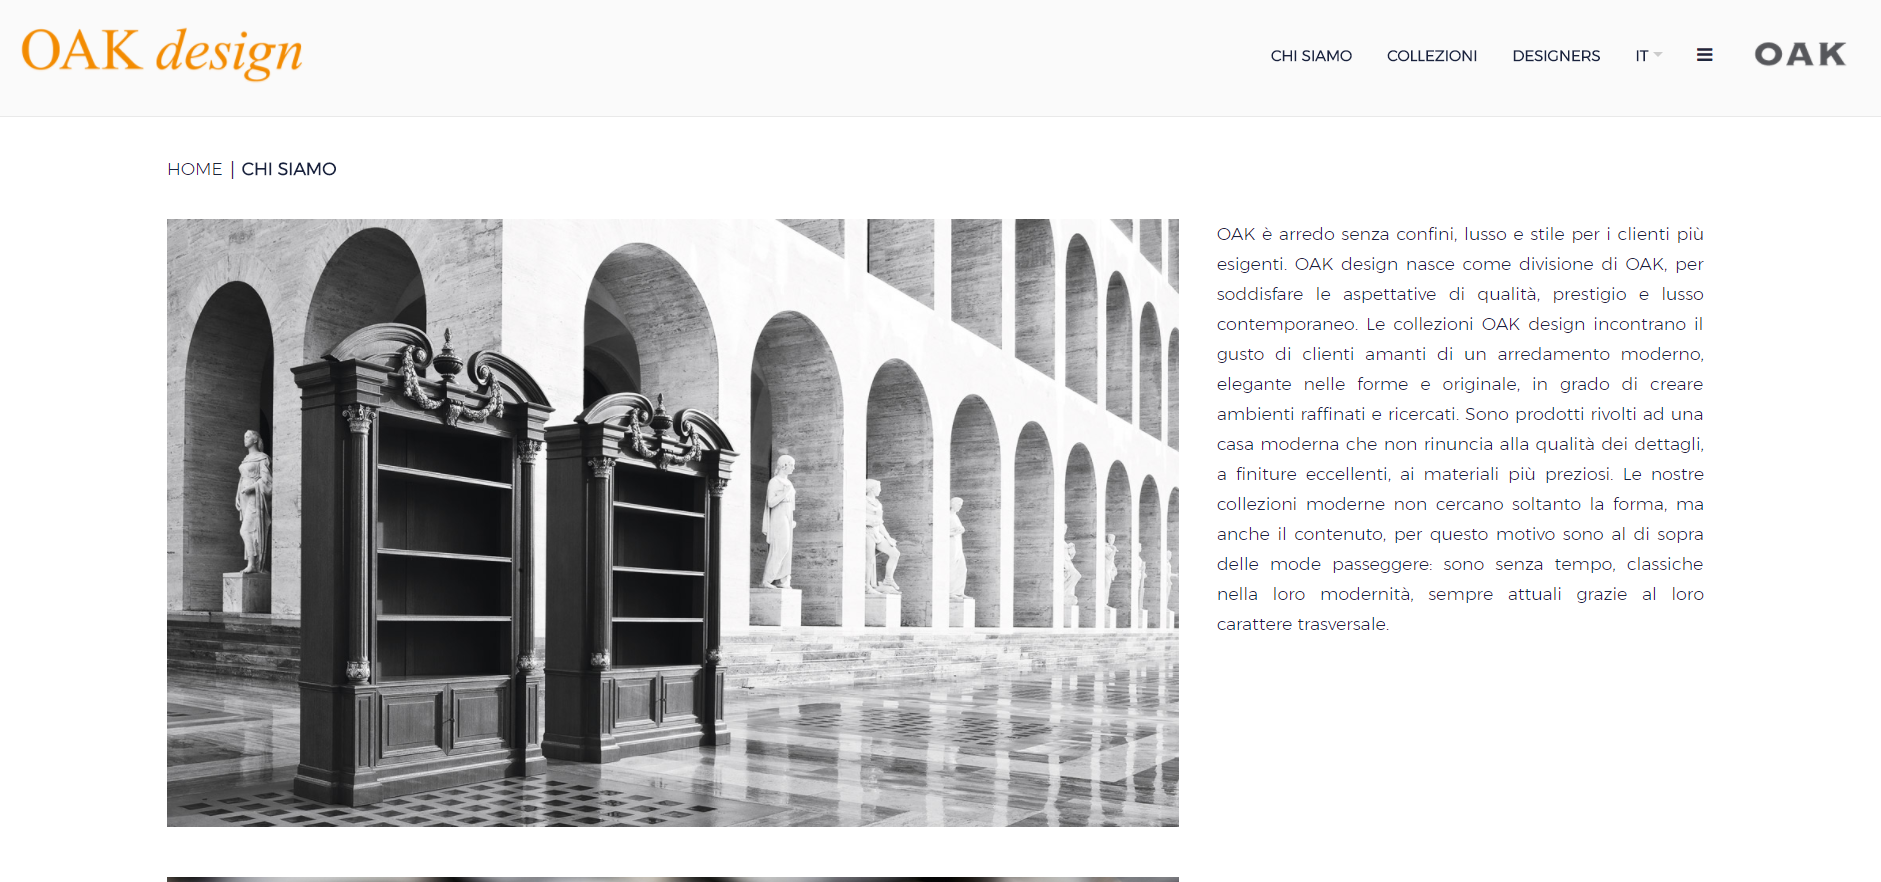 OAK design
CHI SIAMO
COLLEZIONI
DESIGNERS
IT
OAK
HOME | CHI SIAMO
OAK è arredo senza confini, lusso e stile per i clienti più
esigenti. OAK design nasce come divisione di OAK, per
soddisfare le aspettative di qualità, prestigio e lusso
contemporaneo. Le collezioni OAK design incontrano il
gusto di clienti amanti di un arredamento moderno,
elegante nelle forme e originale, in grado di creare
ambienti raffinati e ricercati. Sono prodotti rivolti ad una
casa moderna che non rinuncia alla qualità dei dettagli,
a finiture eccellenti, ai materiali più preziosi. Le nostre
collezioni moderne non cercano soltanto la forma, ma
anche il contenuto, per questo motivo sono al di sopra
delle mode passeggere: sono senza tempo, classiche
nella loro modernità, sempre attuali grazie al loro
carattere trasversale.